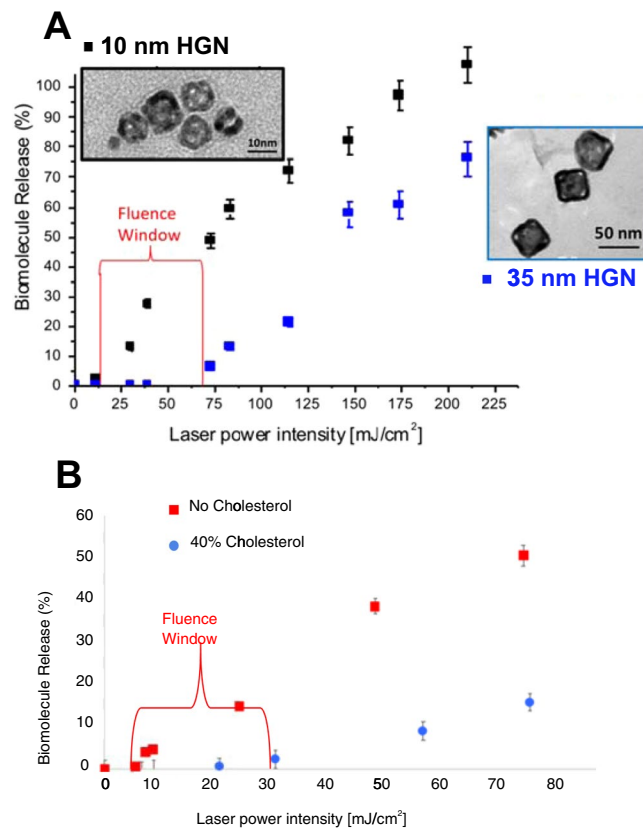 A
10 nm HGN
100
90
80
70
60
50
40
30
20
10
0
Biomolecule Release (%)
10nm
Fluence
Window
50 nm
35 nm HGN
0 25 50 75 100 125 150 175 200 225
Laser power intensity [mJ/cm²]
B
No Cholesterol
40% Cholesterol
60
50
40
30
20
10
0
Biomolecule Release (%)
Fluence
Window
0 10 20 30 40 50 60 70 80
Laser power intensity [mJ/cm²]